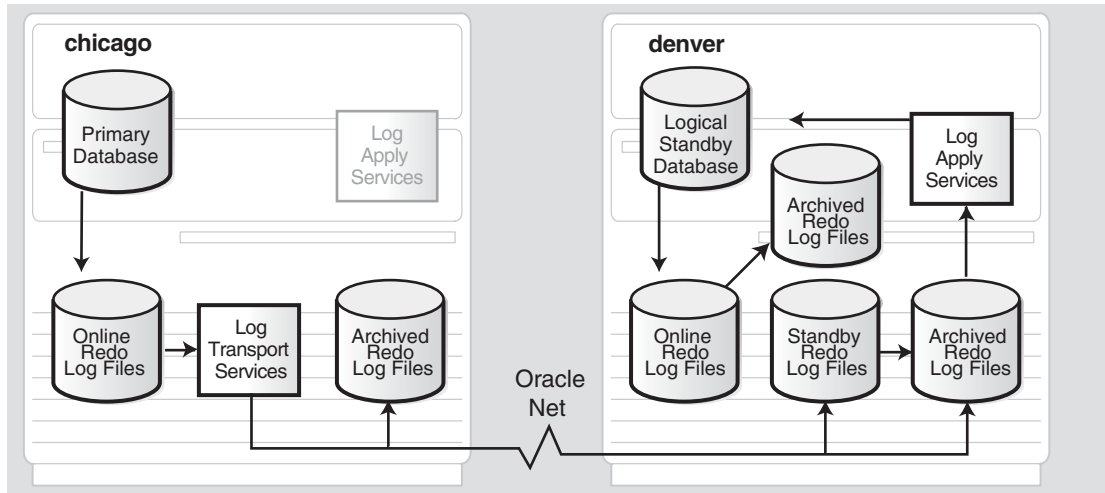 chicago
Primary
Database
Log
Apply
Services
Online
Redo
Log Files
Log
Transport
Services
Archived
Redo
Log Files
Oracle
Net
denver
Logical
Standby
Database
Archived
Redo
Log Files
Log
Apply
Services
Online
Redo
Log Files
Standby
Redo
Log Files
Archived
Redo
Log Files